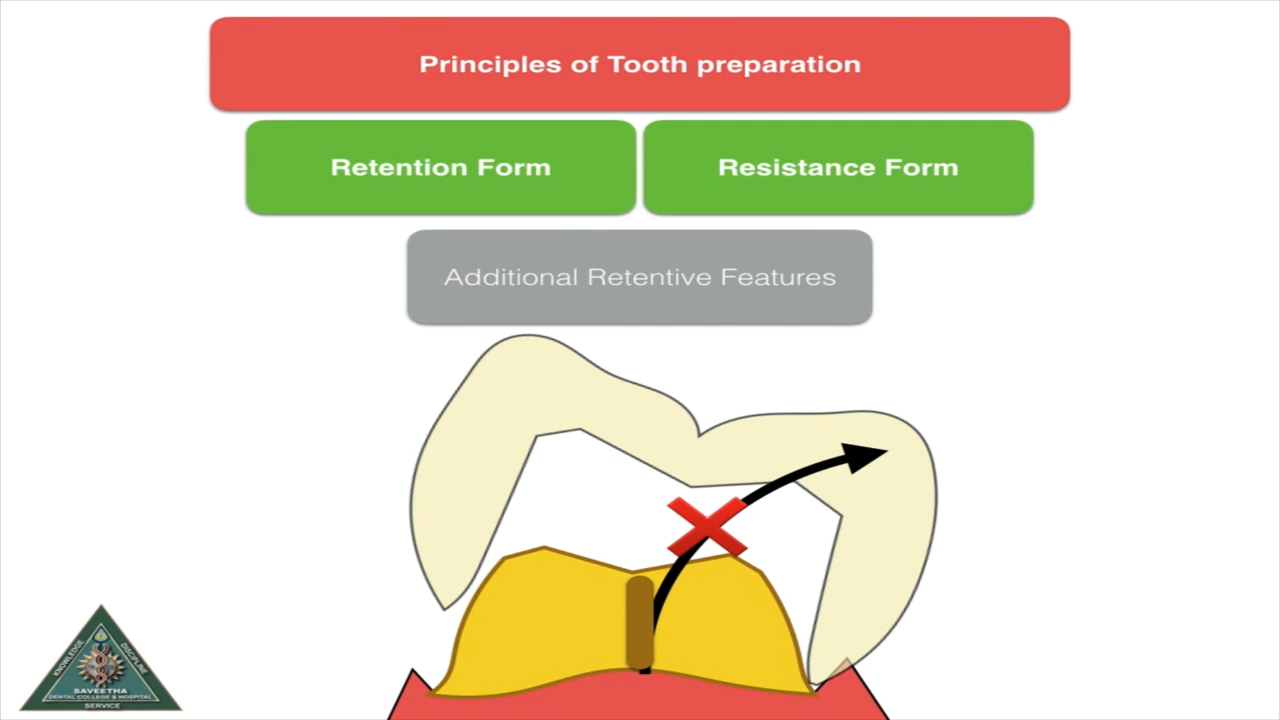 Principles of Tooth preparation
Retention Form
Resistance Form
Additional Retentive Features
KNOWLEDGE
DISCIPLINE
SAVEETHA
DENTAL COLLEGE & HOSPITAL
SERVICE